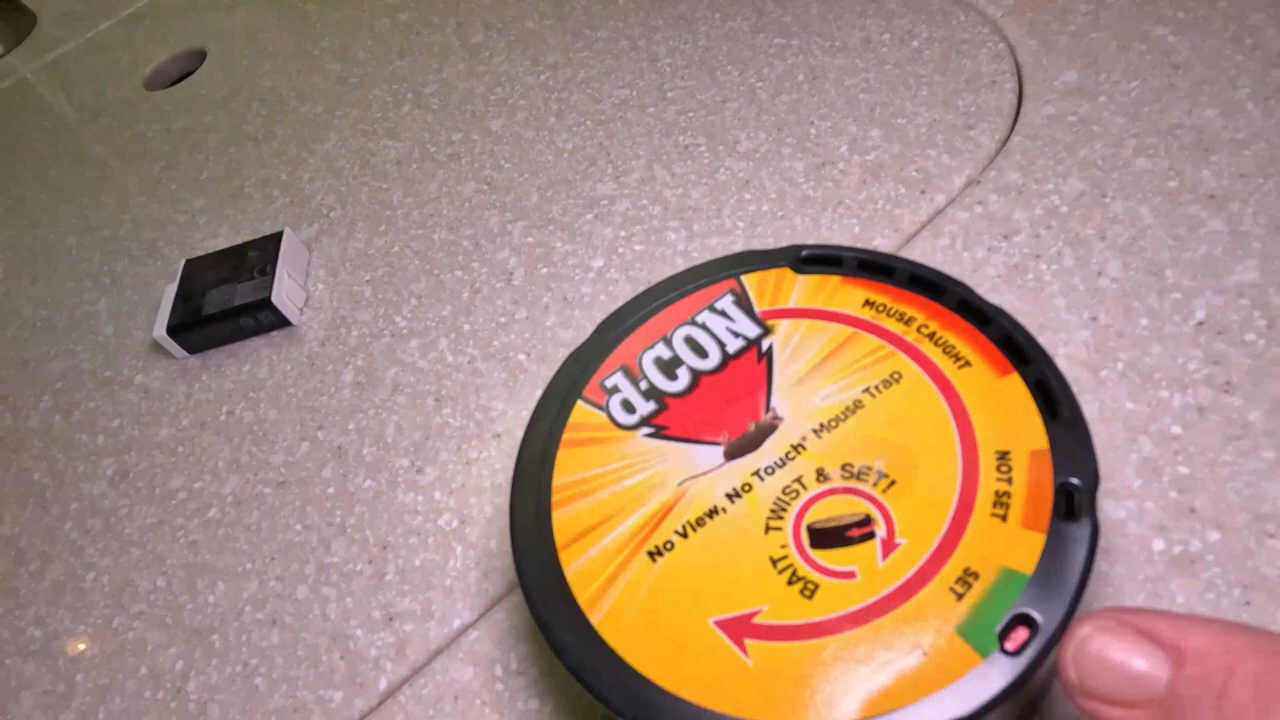 d-CON
MOUSE CAUGHT
No View, No Touch® Mouse Trap
NOT SET
BAIT, TWIST & SET!
SET